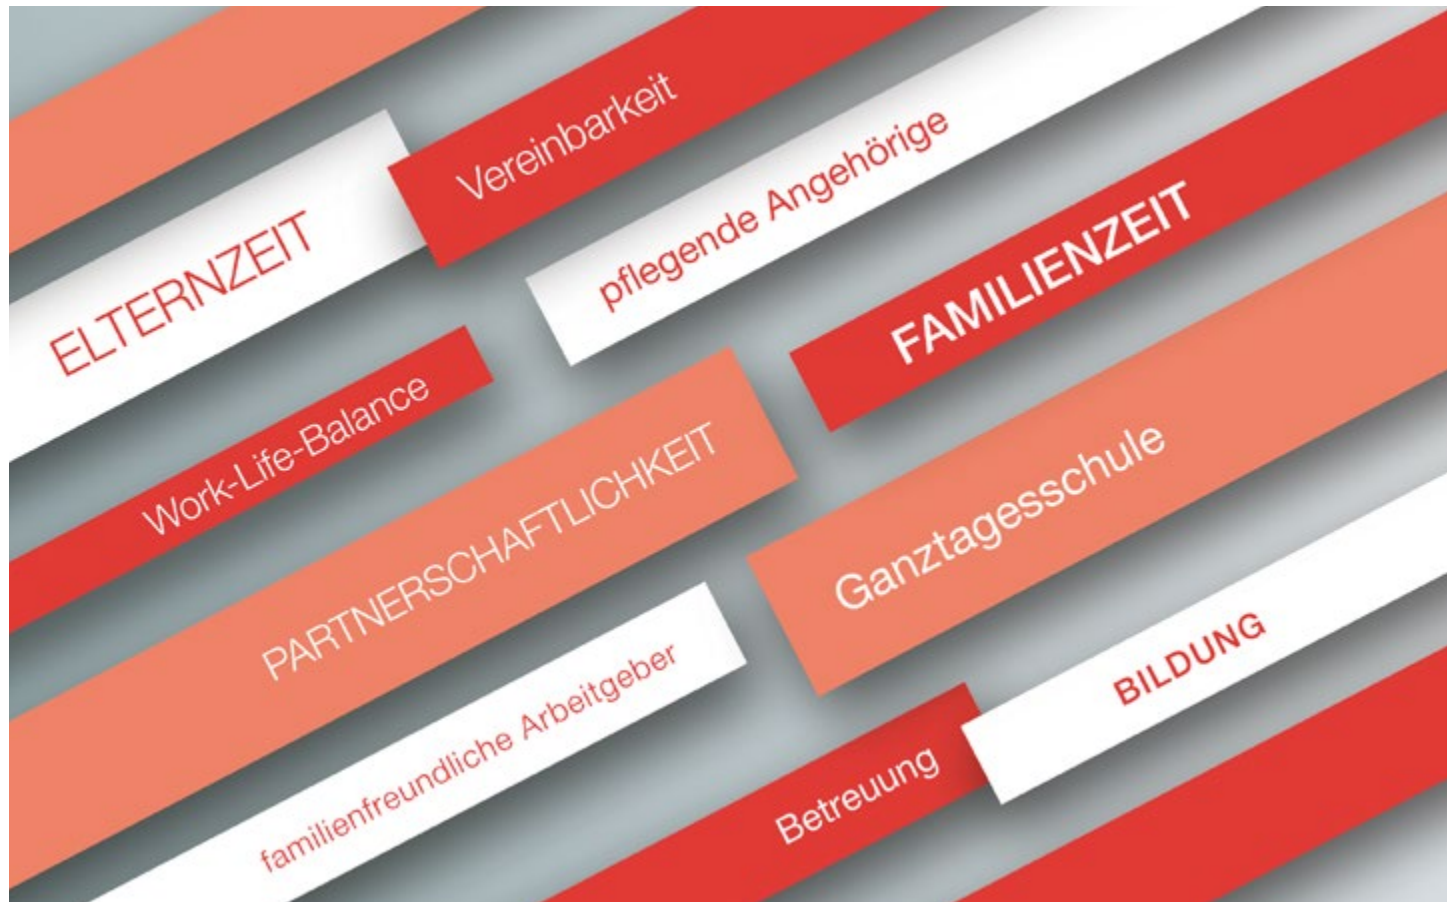 Vereinbarkeit
ELTERNZEIT
pflegende Angehörige
FAMILIENZEIT
Work-Life-Balance
PARTNERSCHAFTLICHKEIT
Ganztagesschule
familienfreundliche Arbeitgeber
BILDUNG
Betreuung